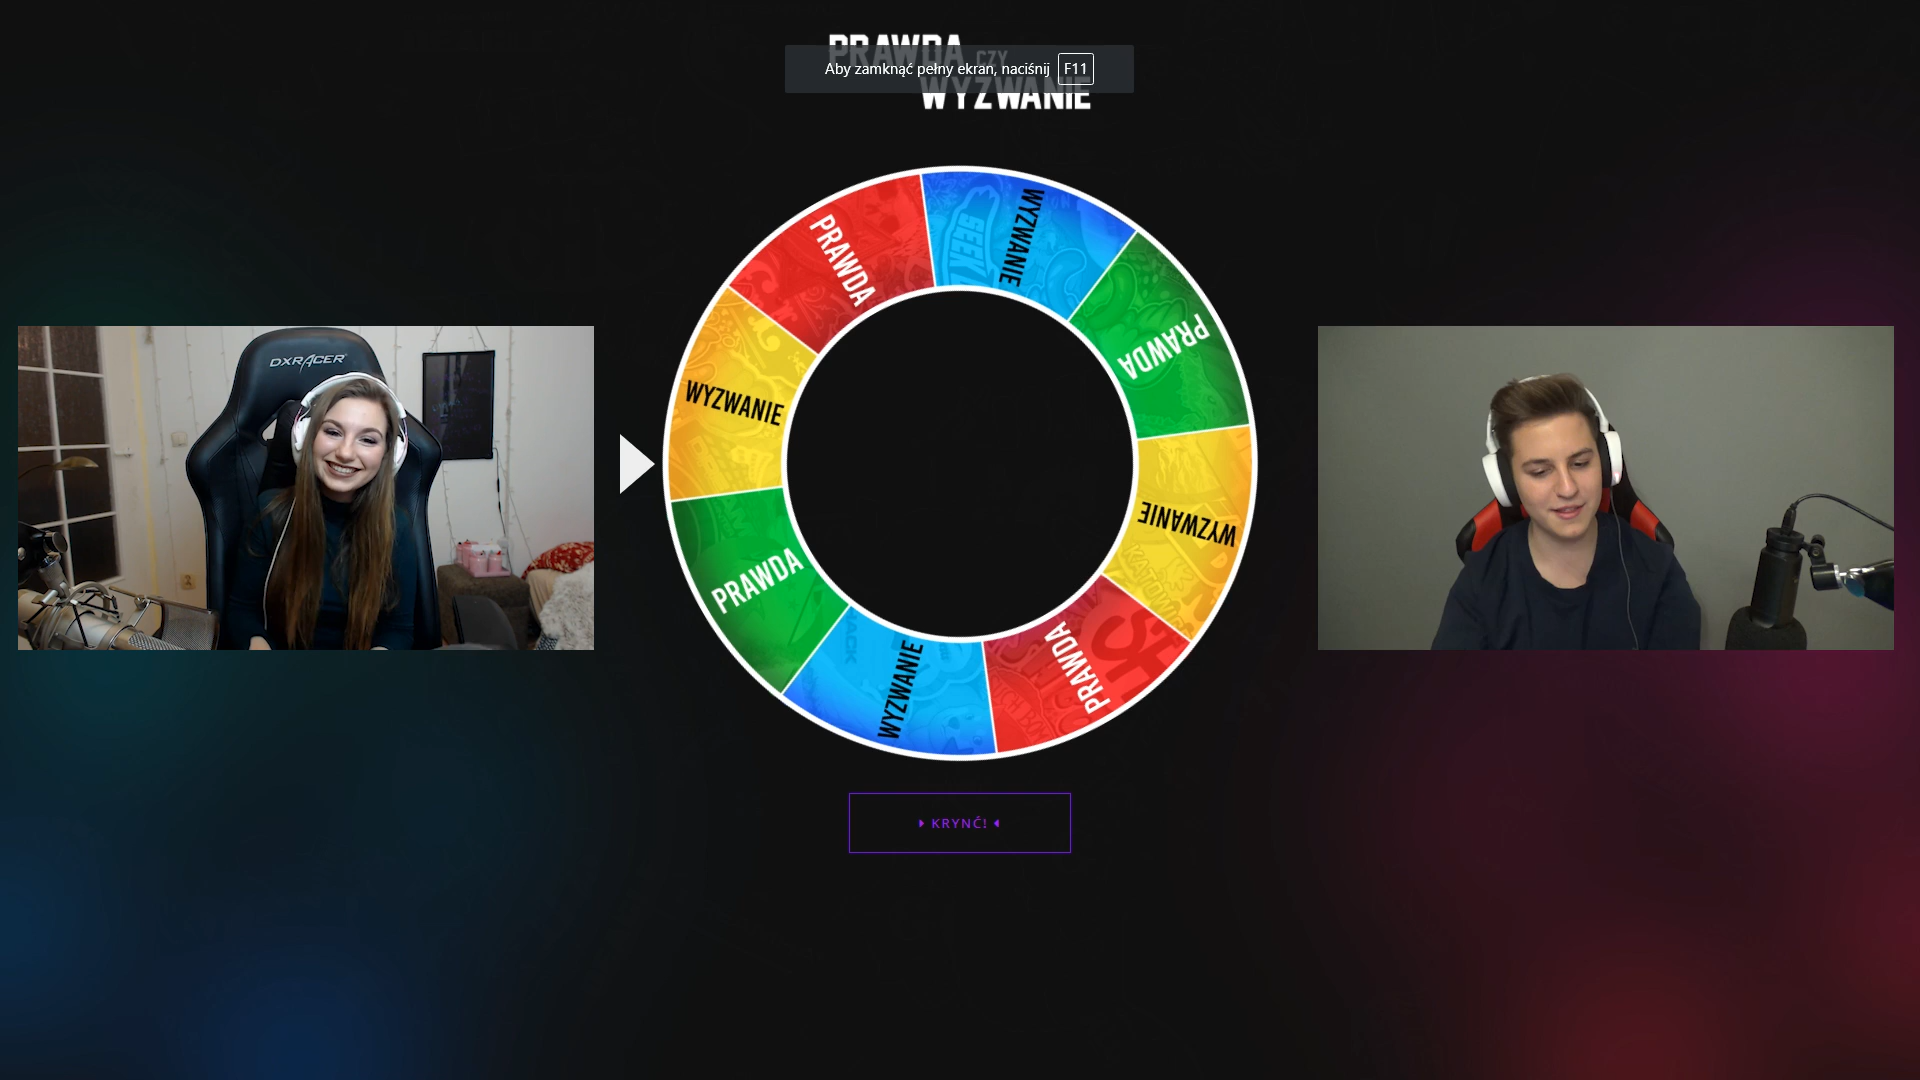 PRAWDA CZY
Aby zamknąć pełny ekran, naciśnij F11
WYZWANIE
WYZWANIE
PRAWDA
PRAWDA
WYZWANIE
WYZWANIE
PRAWDA
PRAWDA
WYZWANIE
DXRACER
KRYNĆ!